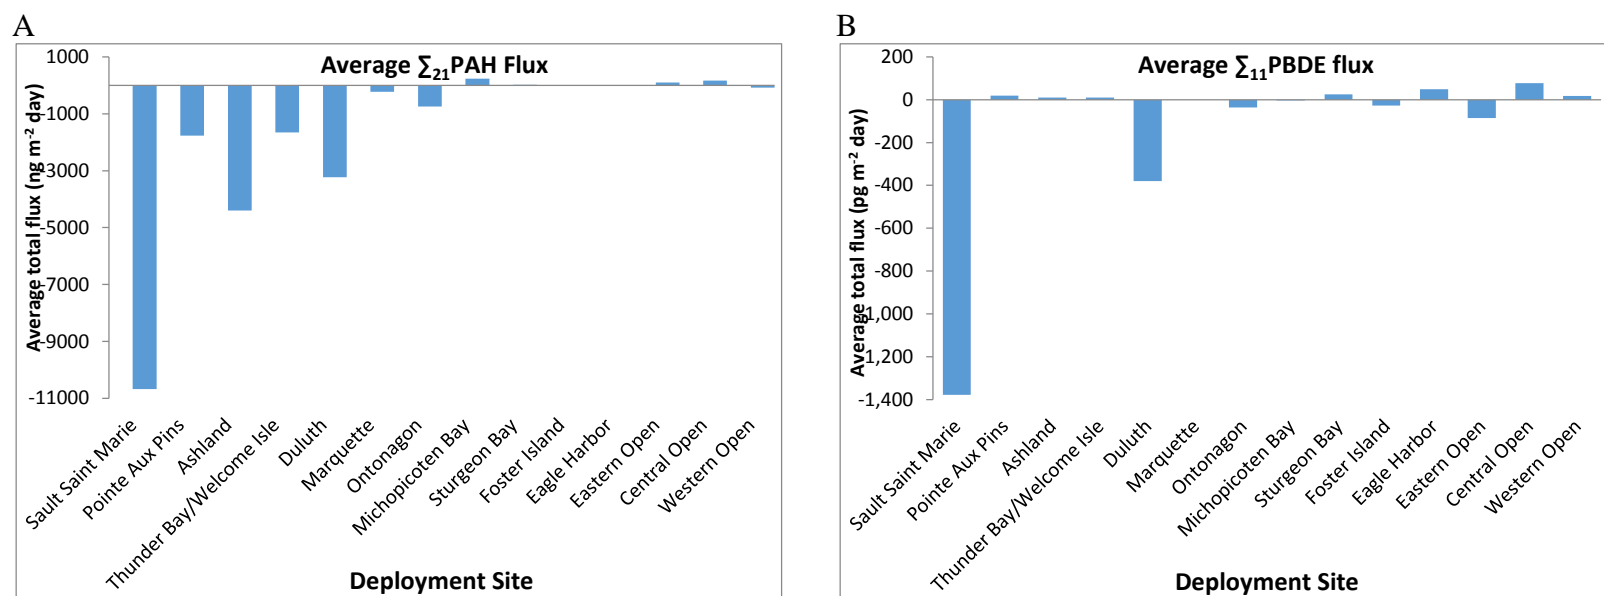 A
Average ∑21PAH Flux
Average total flux (ng m-2 day)
1000
-1000
-3000
-5000
-7000
-9000
-11000
Sault Saint Marie
Pointe Aux Pins
Ashland
Thunder Bay/Welcome Isle
Duluth
Marquette
Ontonagon
Michopicoten Bay
Sturgeon Bay
Foster Island
Eagle Harbor
Eastern Open
Central Open
Western Open
Deployment Site
B
Average ∑11PBDE flux
Average total flux (pg m-2 day)
200
0
-200
-400
-600
-800
-1,000
-1,200
-1,400
Sault Saint Marie
Pointe Aux Pins
Ashland
Thunder Bay/Welcome Isle
Duluth
Marquette
Ontonagon
Michopicoten Bay
Sturgeon Bay
Foster Island
Eagle Harbor
Eastern Open
Central Open
Western Open
Deployment Site